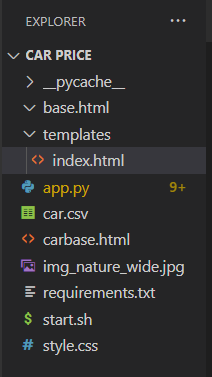 EXPLORER ...
CAR PRICE
__pycache__
base.html
templates
index.html
app.py 9+
car.csv
carbase.html
img_nature_wide.jpg
requirements.txt
start.sh
style.css